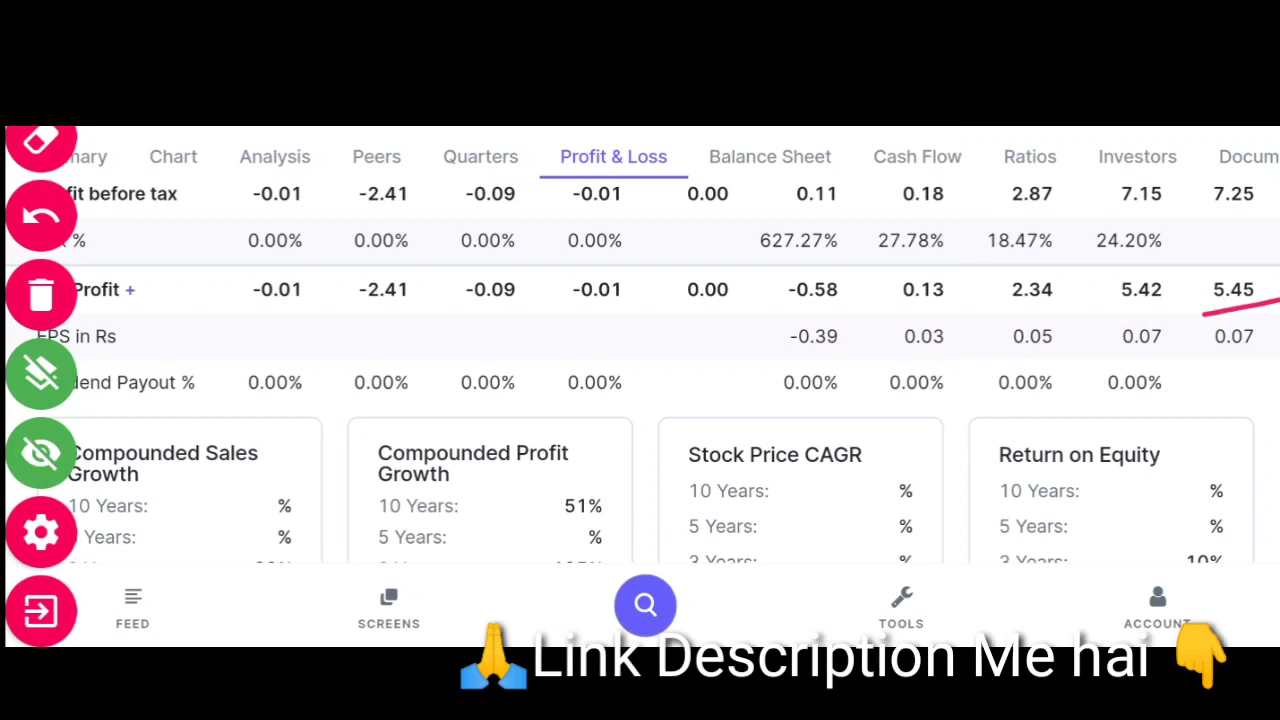 mary Chart Analysis Peers Quarters Profit & Loss Balance Sheet Cash Flow Ratios Investors Docum
fit before tax -0.01 -2.41 -0.09 -0.01 0.00 0.11 0.18 2.87 7.15 7.25
% 0.00% 0.00% 0.00% 0.00% 627.27% 27.78% 18.47% 24.20%
Profit + -0.01 -2.41 -0.09 -0.01 0.00 -0.58 0.13 2.34 5.42 5.45
EPS in Rs -0.39 0.03 0.05 0.07 0.07
dend Payout % 0.00% 0.00% 0.00% 0.00% 0.00% 0.00% 0.00% 0.00%
Compounded Sales
Growth
10 Years: %
Years: %
Compounded Profit
Growth
10 Years: 51%
5 Years: %
Stock Price CAGR
10 Years: %
5 Years: %
3 Years: %
Return on Equity
10 Years: %
5 Years: %
3 Years: 10%
FEED SCREENS TOOLS ACCOUNT
🙏Link Description Me hai 👇